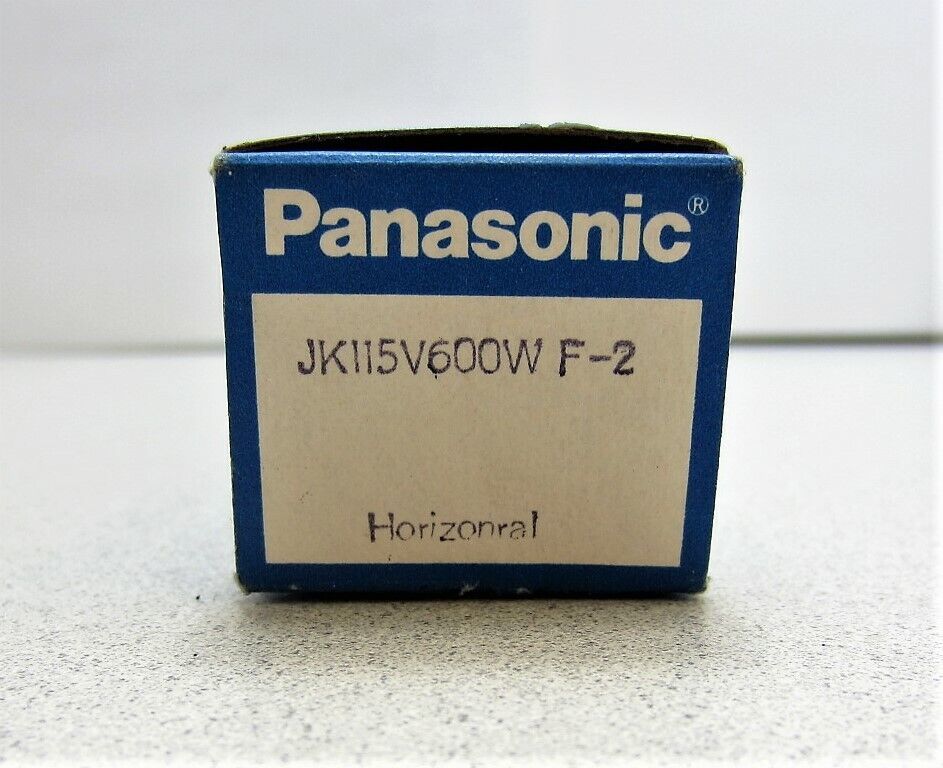 Panasonic®
JK115V600W F-2
Horizonral